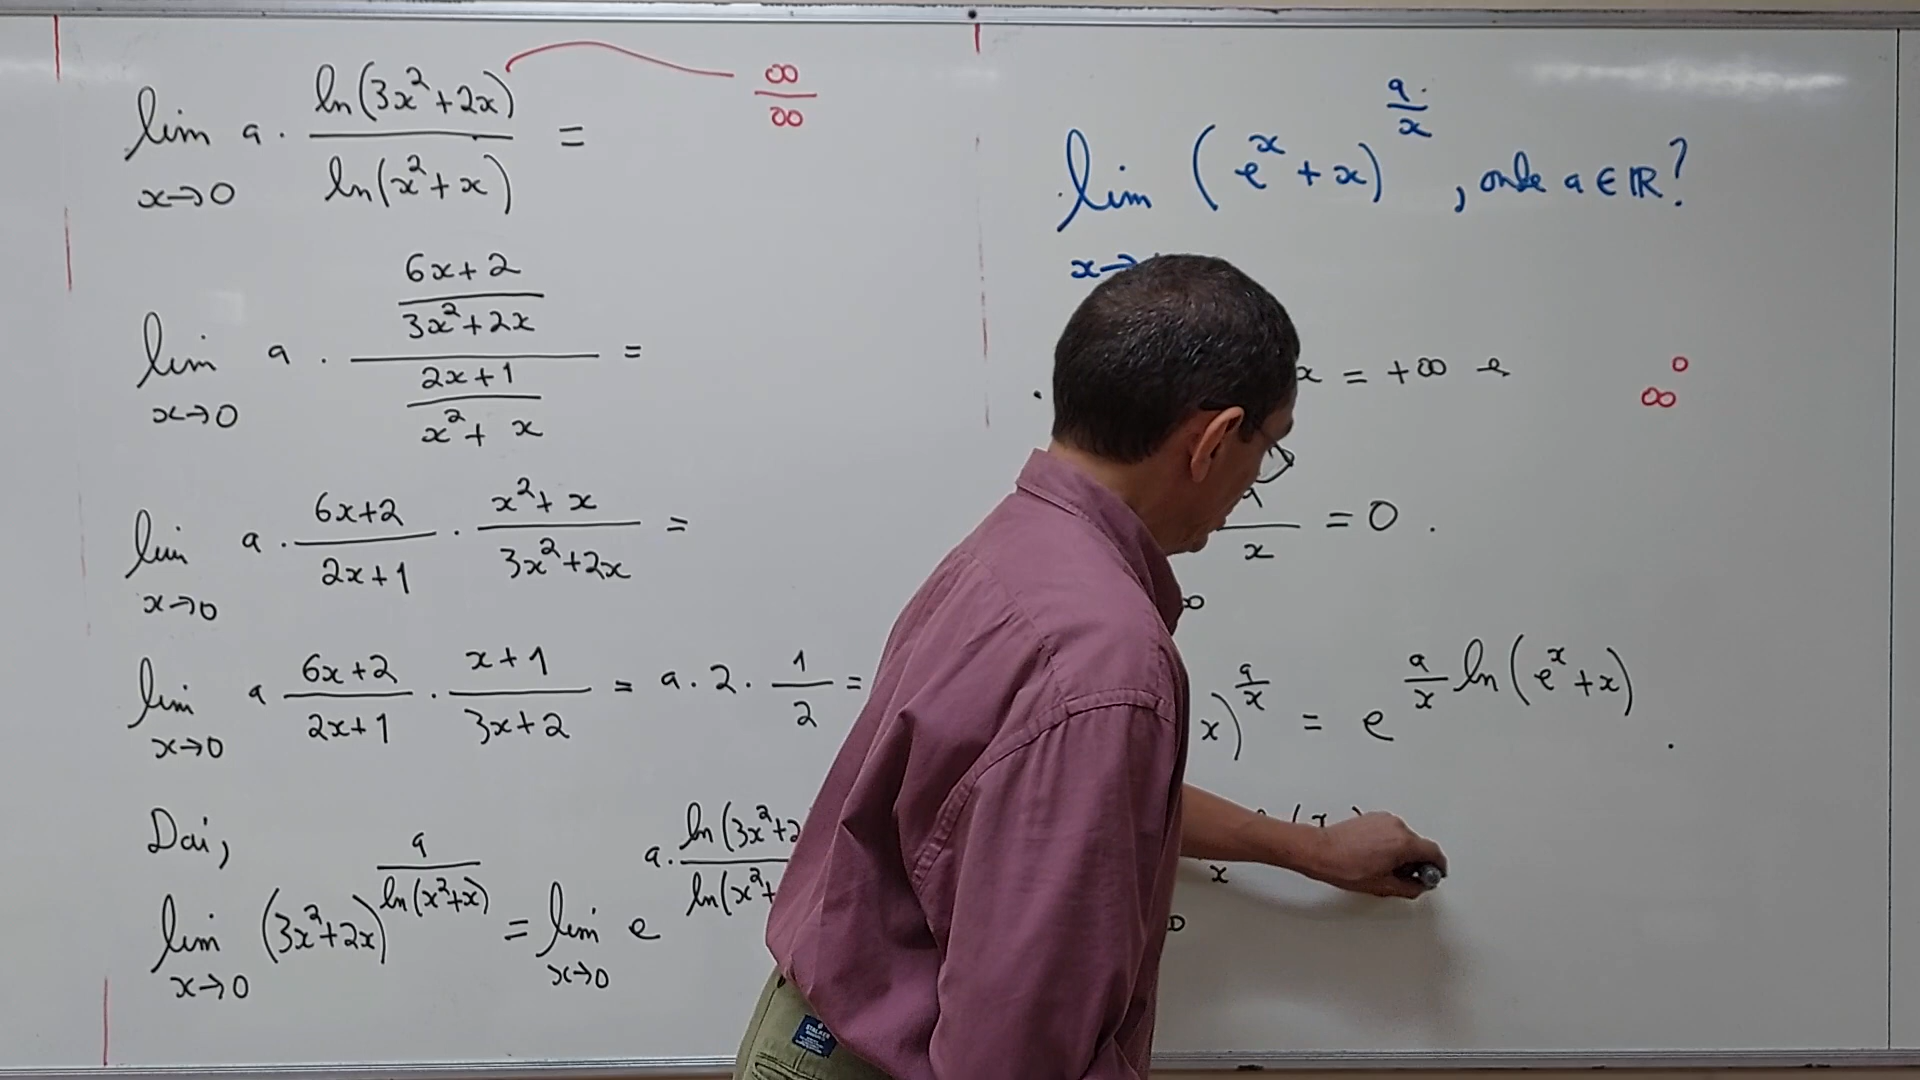 lim x→0 a · ln(3x²+2x) / ln(x²+x) =
∞/∞
lim x→0 a · ((6x+2)/(3x²+2x)) / ((2x+1)/(x²+x)) =
lim x→0 a · (6x+2)/(2x+1) · (x²+x)/(3x²+2x) =
lim x→0 a (6x+2)/(2x+1) · (x+1)/(3x+2) = a · 2 · 1/2 =
Daí,
lim x→0 (3x²+2x)^(a/ln(x²+x)) = lim x→0 e^(a · ln(3x²+2 / ln(x²+
lim x→ (e^x + x)^(a/x) , onde a ∈ ℝ?
x = +∞ e
∞^0
a/x = 0 .
x)^(a/x) = e^(a/x ln(e^x + x)) .
x
STALKER